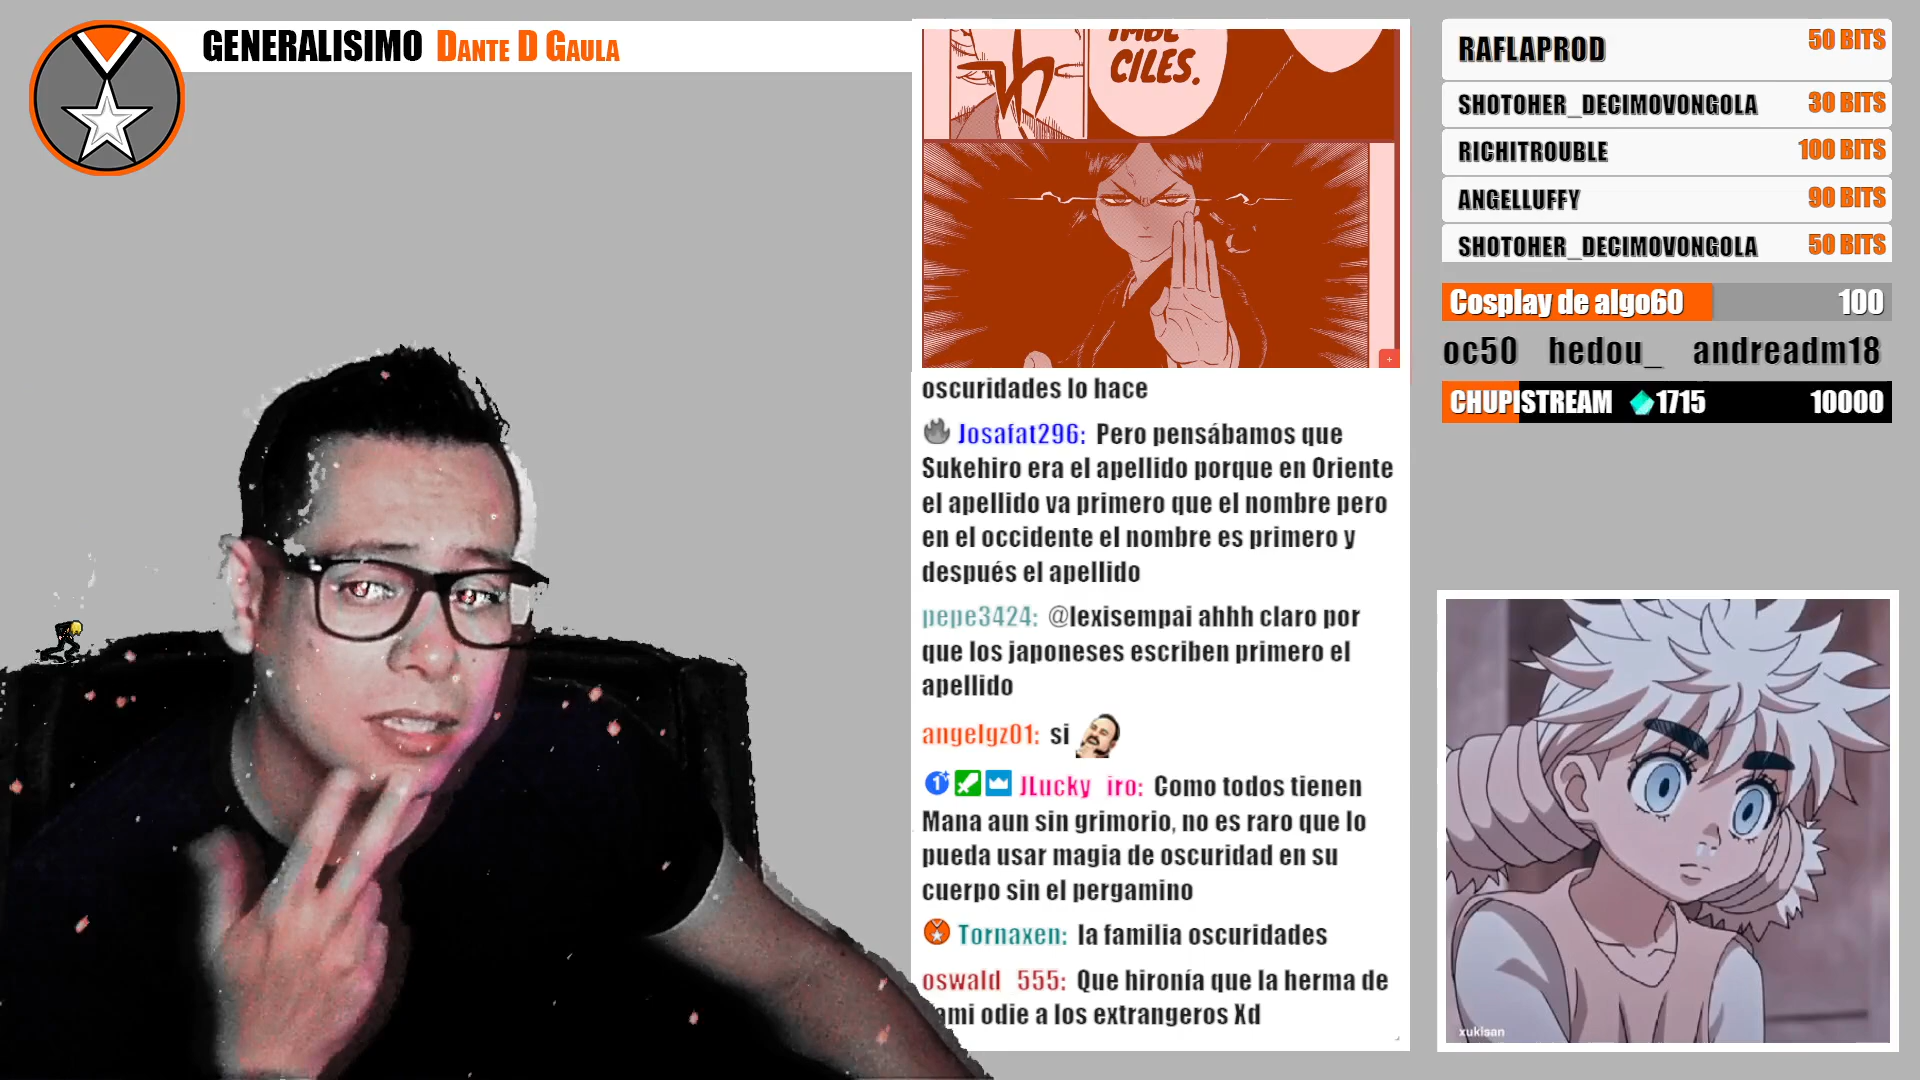 GENERALISIMO DANTE D GAULA
CILES.
oscuridades lo hace
Josafat296: Pero pensábamos que
Sukehiro era el apellido porque en Oriente
el apellido va primero que el nombre pero
en el occidente el nombre es primero y
después el apellido
pepe3424: @lexisempai ahhh claro por
que los japoneses escriben primero el
apellido
angelgz01: si
1 JLucky_iro: Como todos tienen
Mana aun sin grimorio, no es raro que lo
pueda usar magia de oscuridad en su
cuerpo sin el pergamino
Tornaxen: la familia oscuridades
oswald_555: Que hironía que la herma de
ami odie a los extrangeros Xd
RAFLAPROD 50 BITS
SHOTOHER_DECIMOVONGOLA 30 BITS
RICHITROUBLE 100 BITS
ANGELLUFFY 90 BITS
SHOTOHER_DECIMOVONGOLA 50 BITS
Cosplay de algo60 100
oc50 hedou_ andreadm18
CHUPISTREAM 1715 10000
xukisan